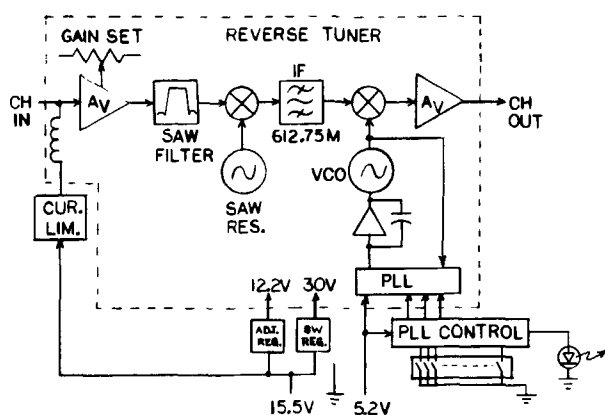 GAIN SET
REVERSE TUNER
CH
IN
AV
SAW
FILTER
SAW
RES.
IF
612.75M
VCO
AV
CH
OUT
CUR.
LIM.
PLL
12.2V
30V
ADJ.
REG.
SW
REG.
PLL CONTROL
15.5V
5.2V